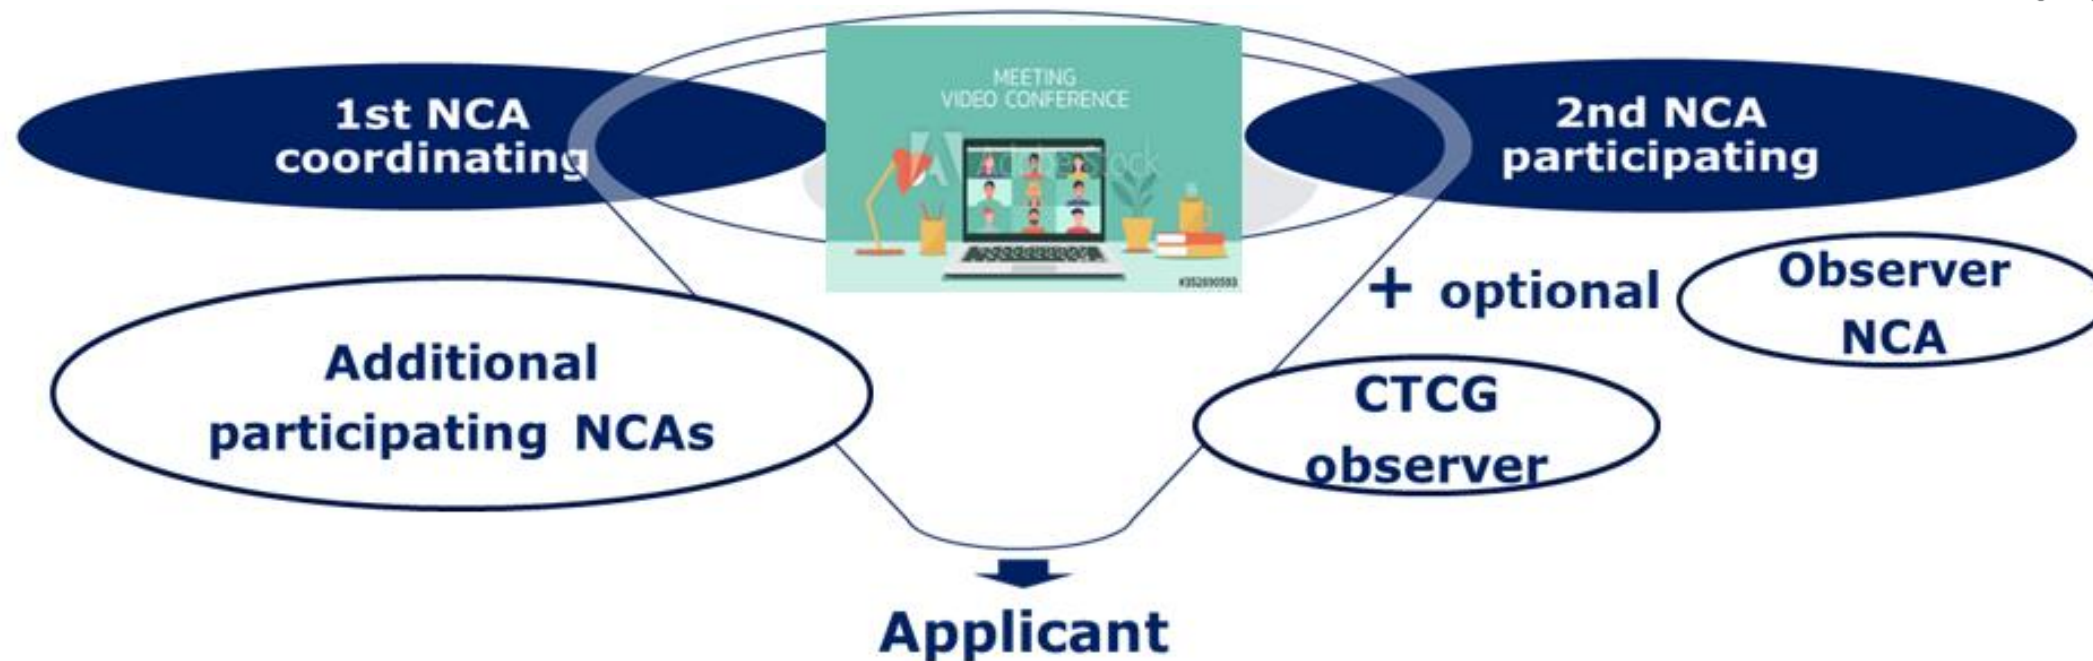 1st NCA
coordinating
MEETING
VIDEO CONFERENCE
2nd NCA
participating
+ optional
Observer
NCA
Additional
participating NCAs
CTCG
observer
Applicant